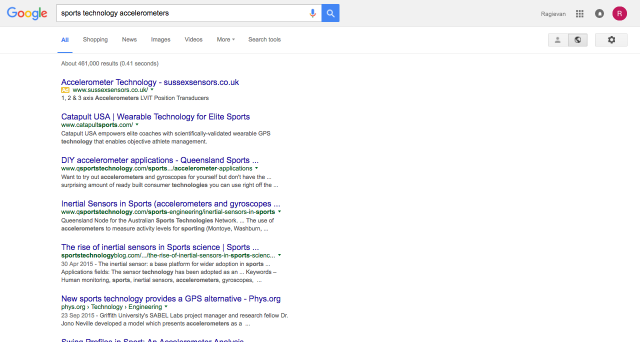 Google
sports technology accelerometers
Ragievan
R
All Shopping News Images Videos More Search tools
About 461,000 results (0.41 seconds)
Accelerometer Technology - sussexsensors.co.uk
Ad www.sussexsensors.co.uk/
1, 2 & 3 axis Accelerometers LVIT Position Transducers
Catapult USA | Wearable Technology for Elite Sports
www.catapultsports.com/
Catapult USA empowers elite coaches with scientifically-validated wearable GPS
technology that enables objective athlete management.
DIY accelerometer applications - Queensland Sports ...
www.qsportstechnology.com/sports.../accelerometer-applications
Want to try out accelerometers and gyroscopes for yourself but don't have the ...
surprising amount of ready built consumer technologies you can use right off the ...
Inertial Sensors in Sports (accelerometers and gyroscopes ...
www.qsportstechnology.com/sports-engineering/inertial-sensors-in-sports
Queensland Node for the Australian Sports Technologies Network. ... The use of
accelerometers to measure activity levels for sporting (Montoye, Washburn, ...
The rise of inertial sensors in Sports science | Sports ...
sportstechnologyblog.com/.../the-rise-of-inertial-sensors-in-sports-scienc...
30 Apr 2015 - The inertial sensor: a base platform for wider adoption in sports ...
Applications fields: The sensor technology has been adopted as an ... Keywords –
Human monitoring, sports, inertial sensors, accelerometers, gyroscopes, ...
New sports technology provides a GPS alternative - Phys.org
phys.org › Technology › Engineering
23 Sep 2015 - Griffith University's SABEL Labs project manager and research fellow Dr.
Jono Neville developed a model which presents accelerometers as a ...
Swing Profiles in Sport: An Accelerometer Analysis